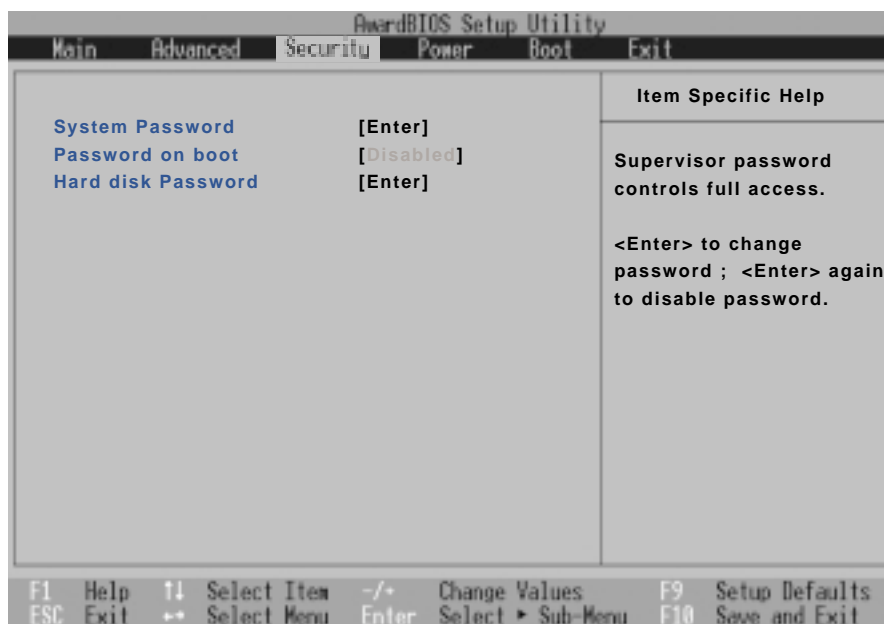 AwardBIOS Setup Utility
Main Advanced Security Power Boot Exit
System Password [Enter]
Password on boot [Disabled]
Hard disk Password [Enter]
Item Specific Help
Supervisor password
controls full access.
<Enter> to change
password ; <Enter> again
to disable password.
F1 Help ↑↓ Select Item -/+ Change Values F9 Setup Defaults
ESC Exit ←→ Select Menu Enter Select ► Sub-Menu F10 Save and Exit